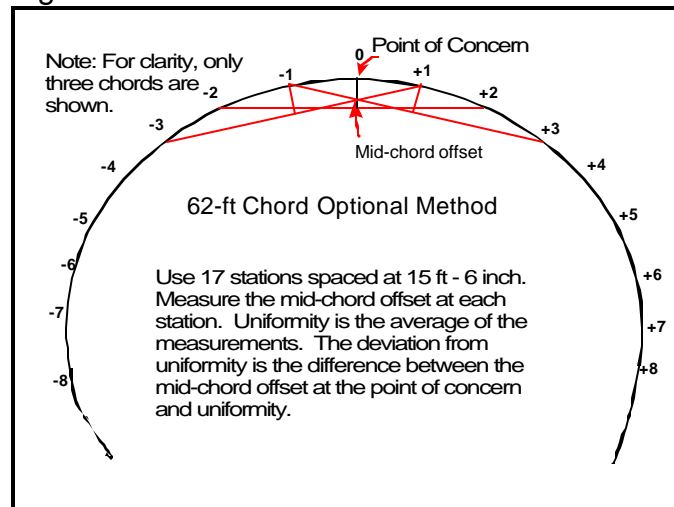 Note: For clarity, only
three chords are
shown.
Point of Concern
0
-1
+1
-2
+2
-3
+3
Mid-chord offset
-4
+4
62-ft Chord Optional Method
-5
+5
-6
+6
Use 17 stations spaced at 15 ft - 6 inch.
Measure the mid-chord offset at each
station. Uniformity is the average of the
measurements. The deviation from
uniformity is the difference between the
mid-chord offset at the point of concern
and uniformity.
-7
+7
-8
+8